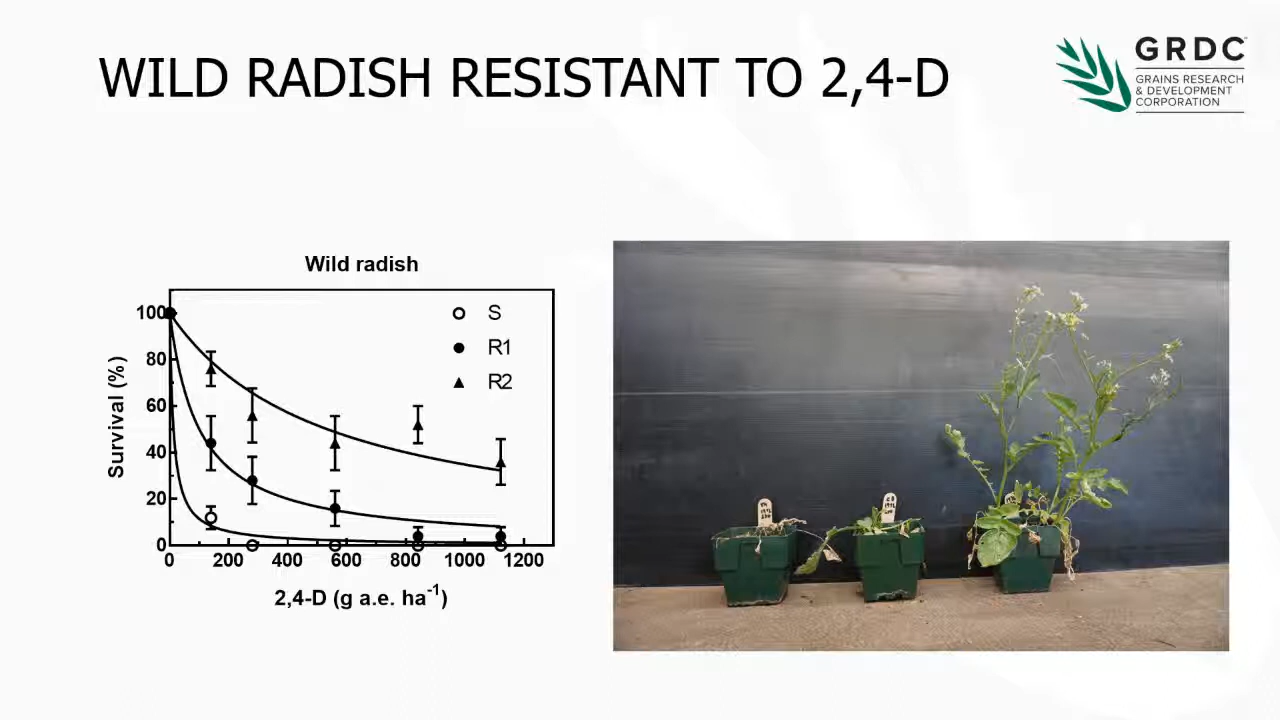 WILD RADISH RESISTANT TO 2,4-D
GRDC
GRAINS RESEARCH
& DEVELOPMENT
CORPORATION
Wild radish
S
R1
R2
100
80
60
40
20
0
Survival (%)
0 200 400 600 800 1000 1200
2,4-D (g a.e. ha⁻¹)